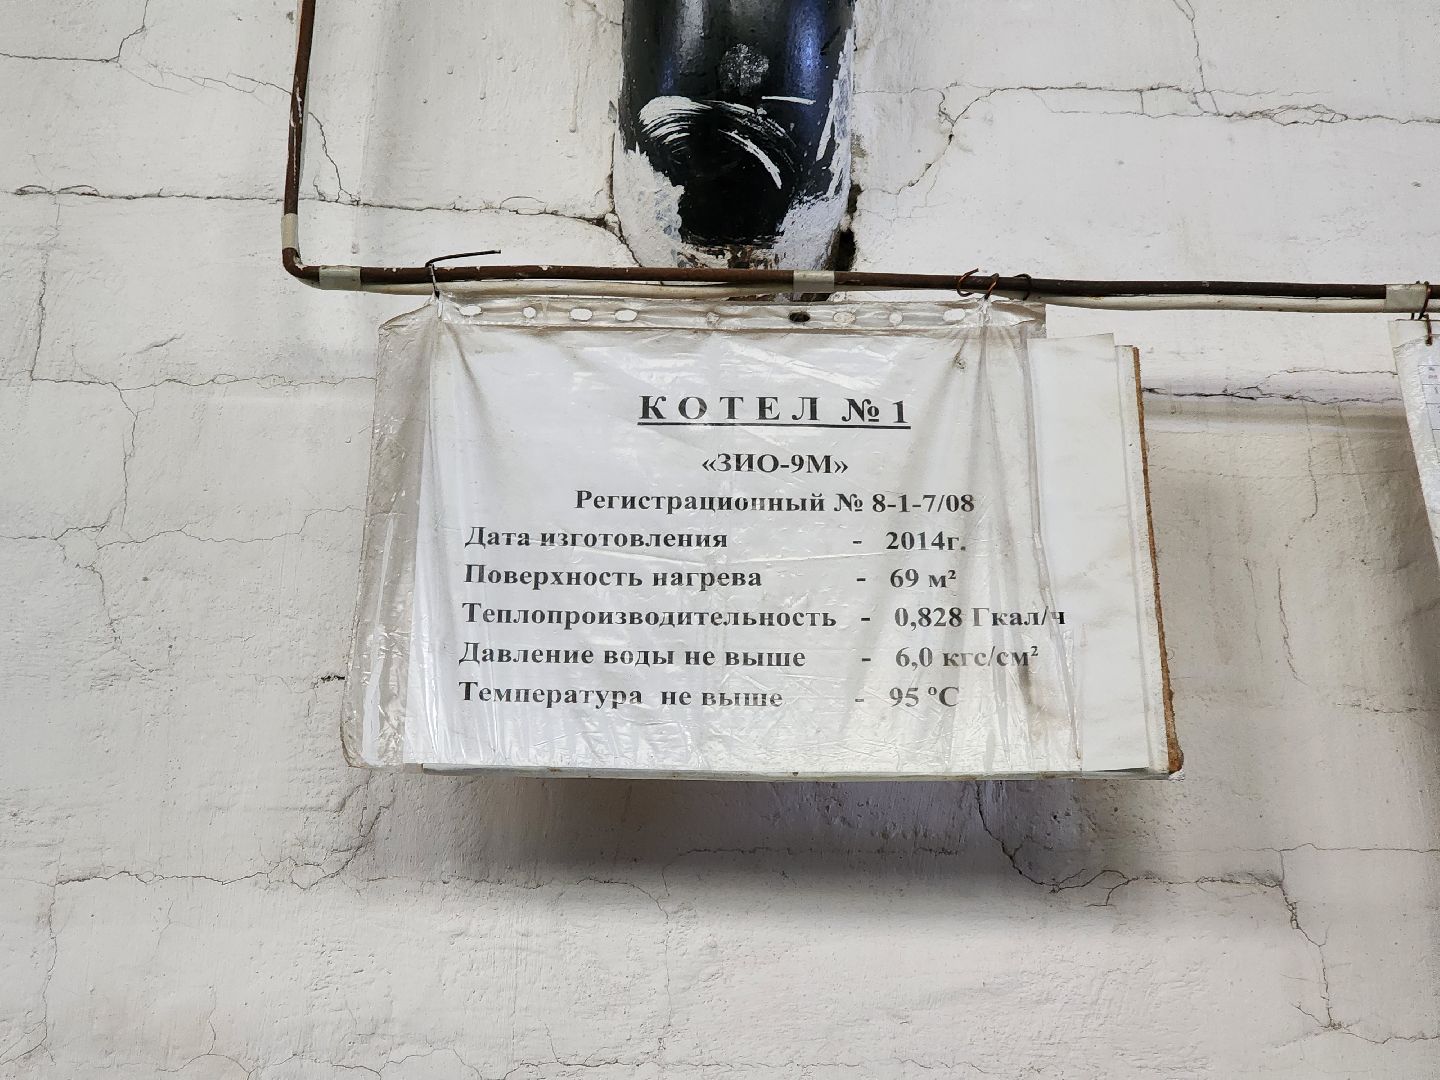 КОТЕЛ №1
«ЗИО-9М»
Регистрационный № 8-1-7/08
Дата изготовления - 2014г.
Поверхность нагрева - 69 м²
Теплопроизводительность - 0,828 Гкал/ч
Давление воды не выше - 6,0 кгс/см²
Температура не выше - 95 ºС